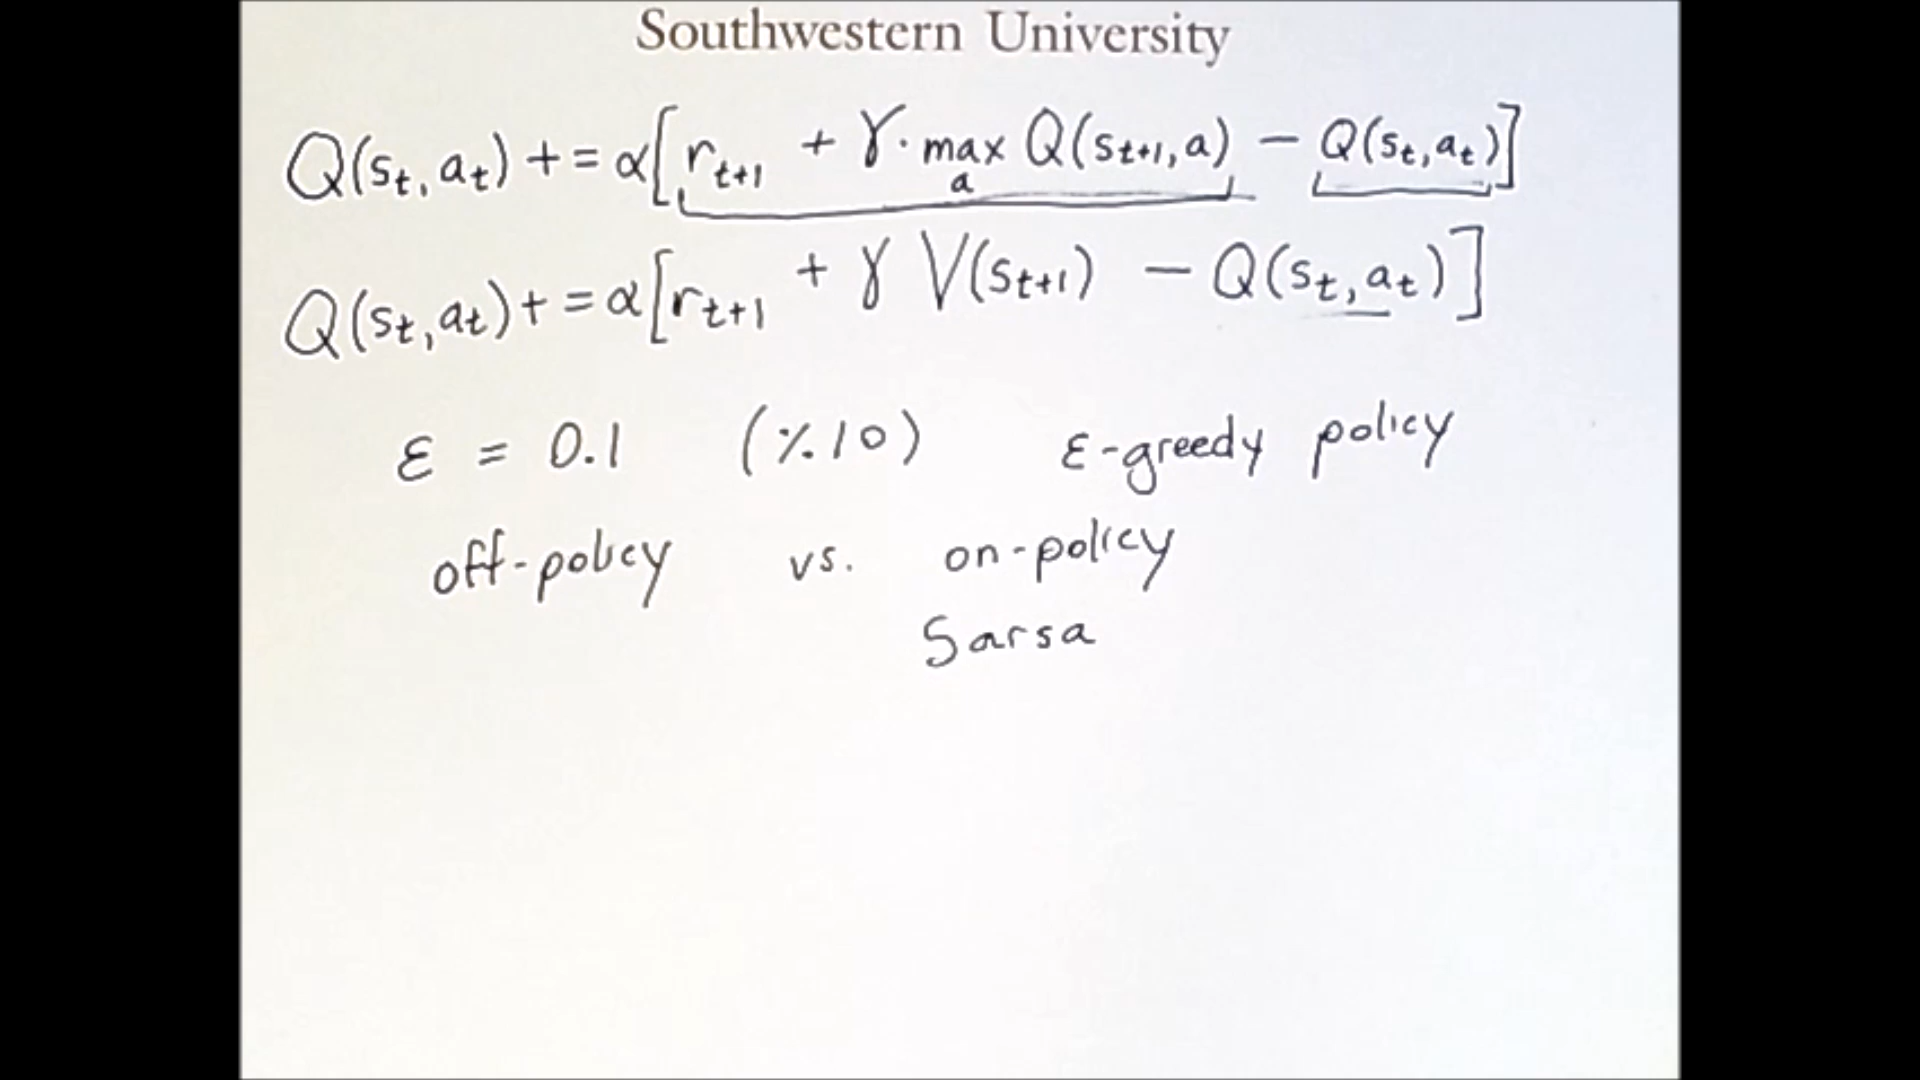 Southwestern University
Q(sₜ, aₜ) += α[rₜ₊₁ + γ · max Q(sₜ₊₁, a) − Q(sₜ, aₜ)]
a
Q(sₜ, aₜ) += α[rₜ₊₁ + γ V(sₜ₊₁) − Q(sₜ, aₜ)]
ε = 0.1 (%10) ε-greedy policy
off-policy vs. on-policy
Sarsa